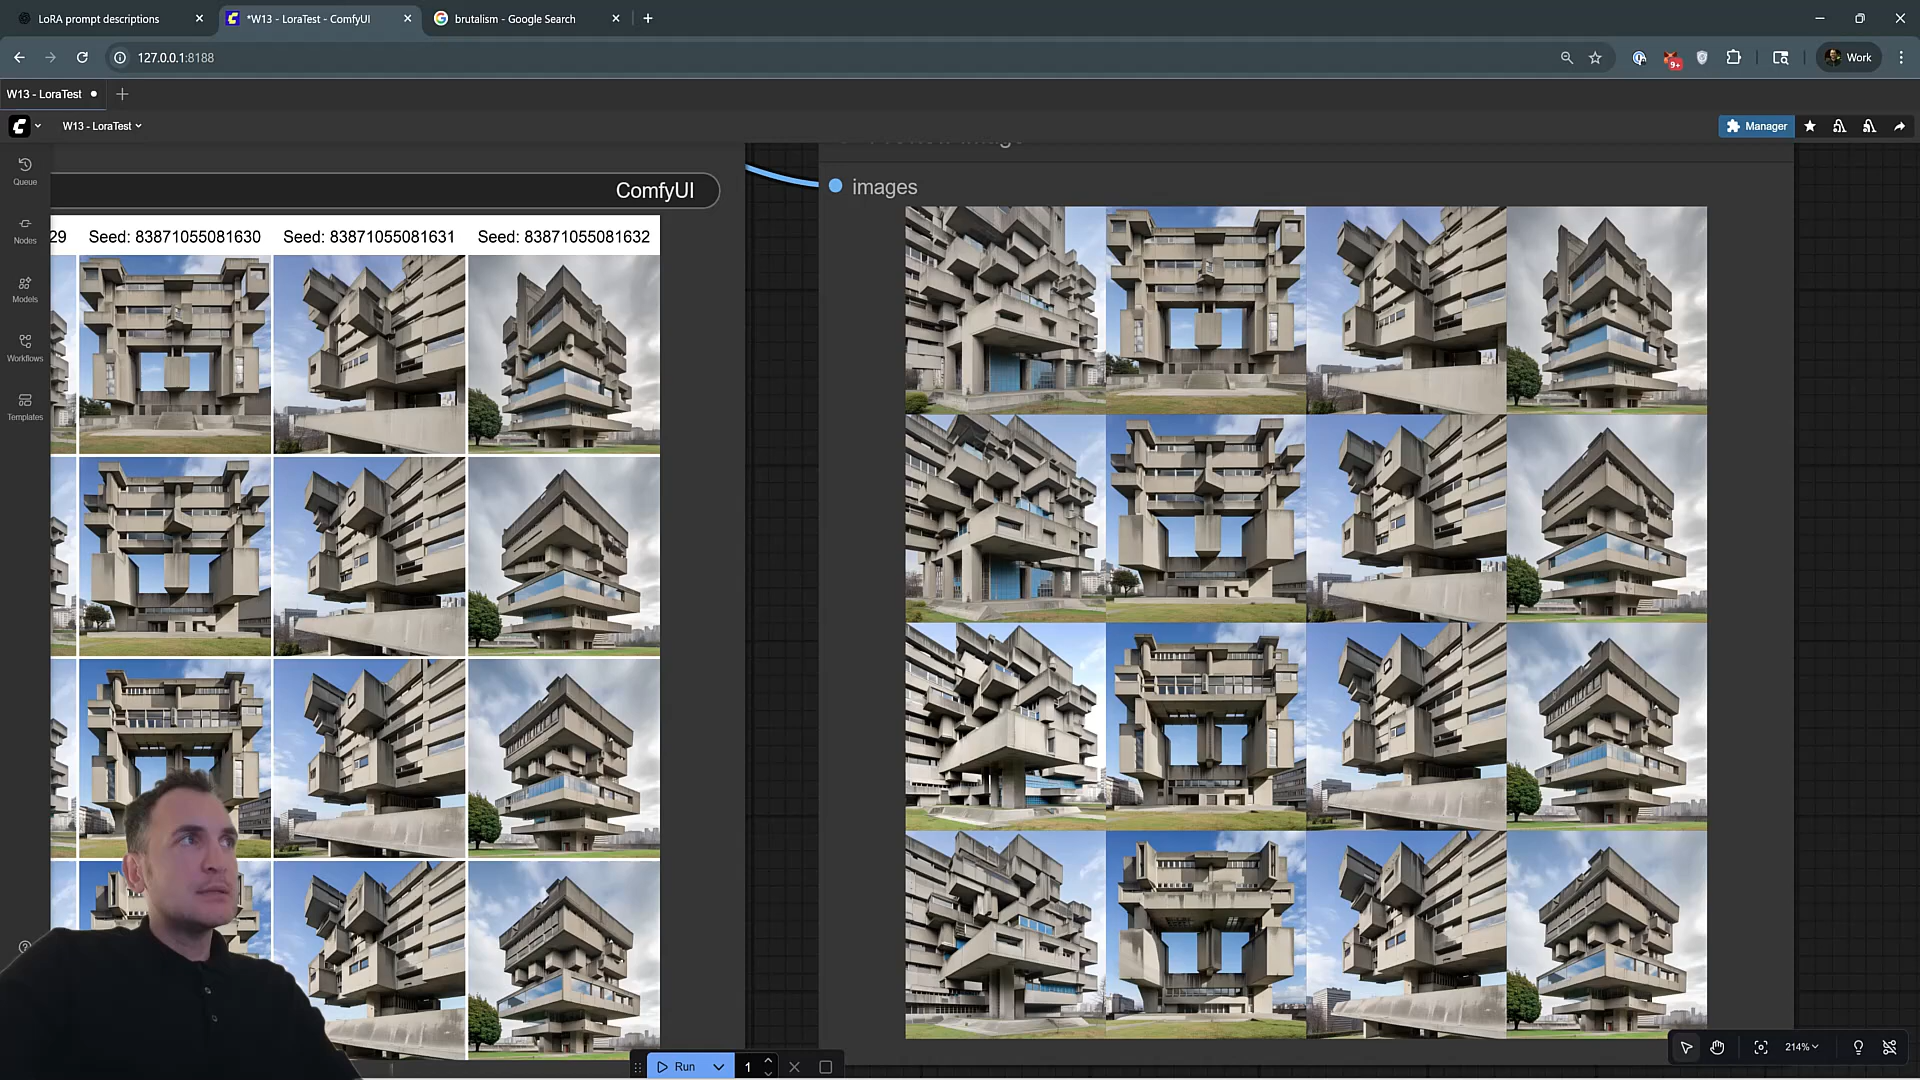 LoRA prompt descriptions
*W13 - LoraTest - ComfyUI
brutalism - Google Search
127.0.0.1:8188
9+
Work
W13 - LoraTest
W13 - LoraTest
Manager
Queue
Nodes
Models
Workflows
Templates
ComfyUI
29
Seed: 83871055081630
Seed: 83871055081631
Seed: 83871055081632
images
Run
1
214%